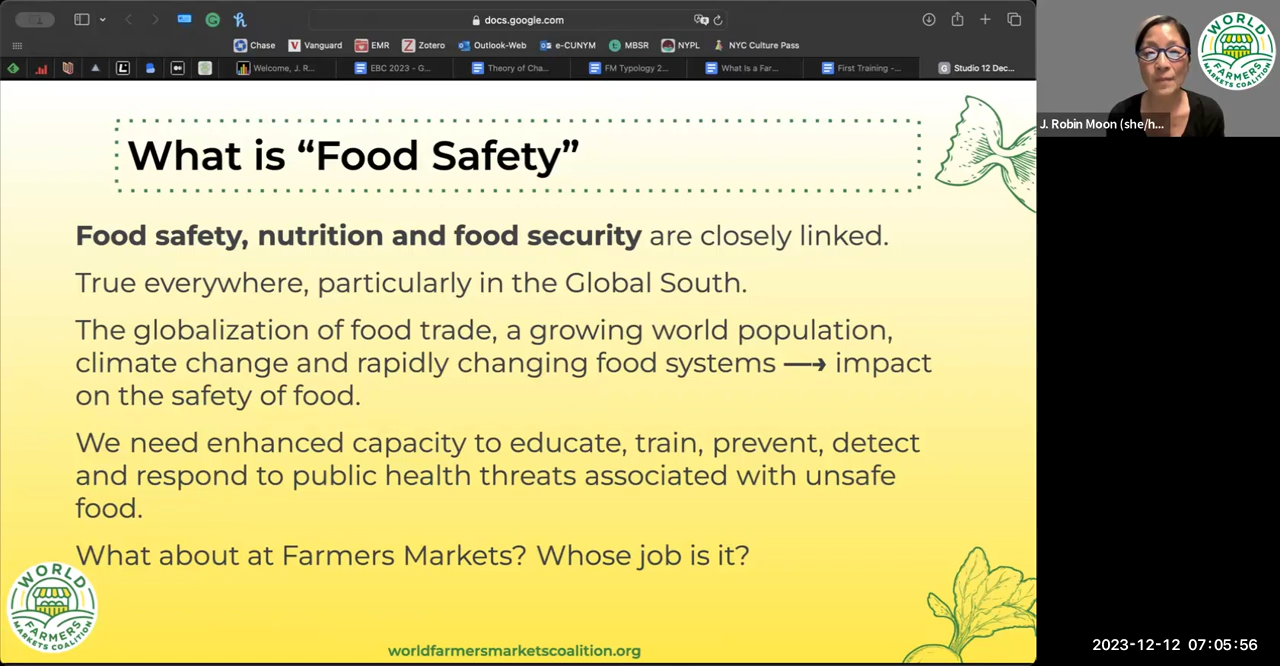 docs.google.com
Chase
Vanguard
EMR
Zotero
Outlook-Web
e-CUNYM
MBSR
NYPL
NYC Culture Pass
Welcome, J. R...
EBC 2023 - G...
Theory of Cha...
FM Typology 2...
What Is a Far...
First Training -...
Studio 12 Dec...
What is “Food Safety”
Food safety, nutrition and food security are closely linked.
True everywhere, particularly in the Global South.
The globalization of food trade, a growing world population,
climate change and rapidly changing food systems ⟶ impact
on the safety of food.
We need enhanced capacity to educate, train, prevent, detect
and respond to public health threats associated with unsafe
food.
What about at Farmers Markets? Whose job is it?
WORLD
FARMERS
MARKETS COALITION
worldfarmersmarketscoalition.org
WORLD
FARMERS
MARKETS COALITION
J. Robin Moon (she/h...
2023-12-12 07:05:56